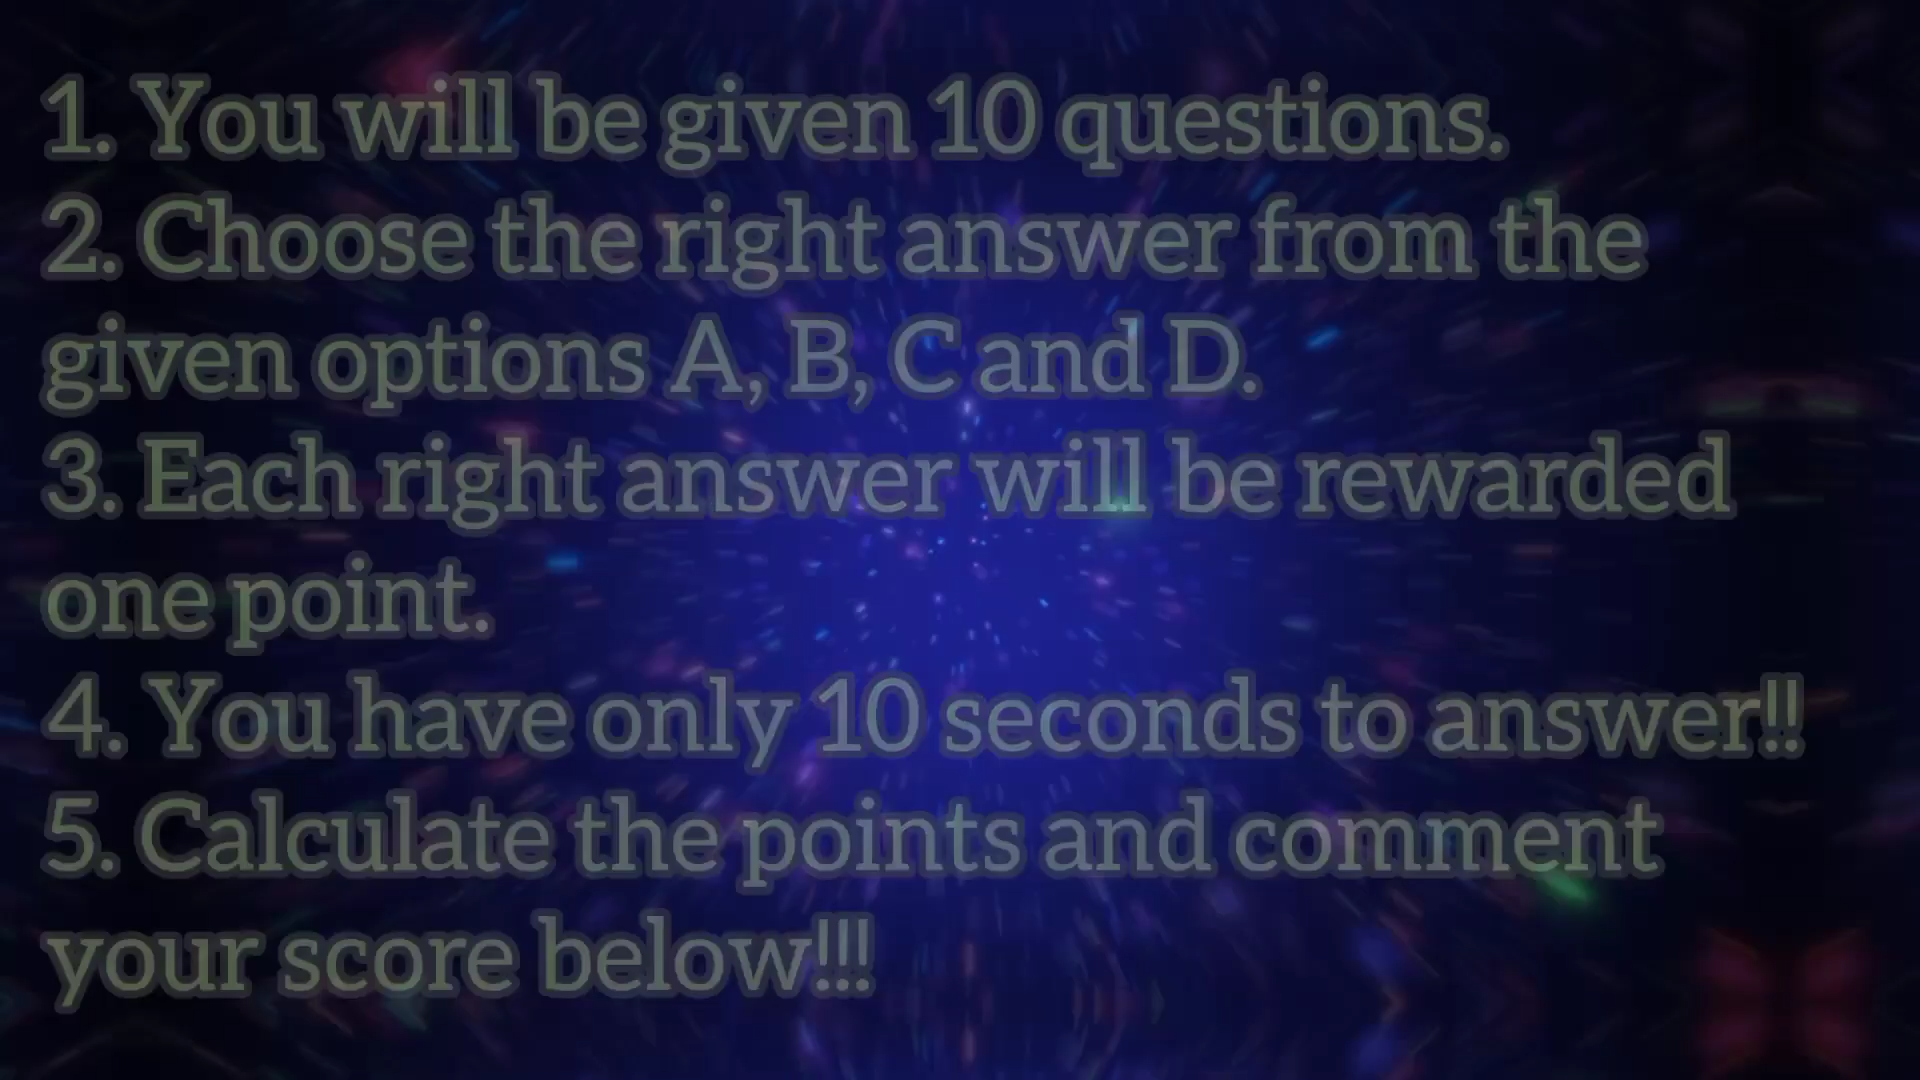 1. You will be given 10 questions.
2. Choose the right answer from the
given options A, B, C and D.
3. Each right answer will be rewarded
one point.
4. You have only 10 seconds to answer!!
5. Calculate the points and comment
your score below!!!